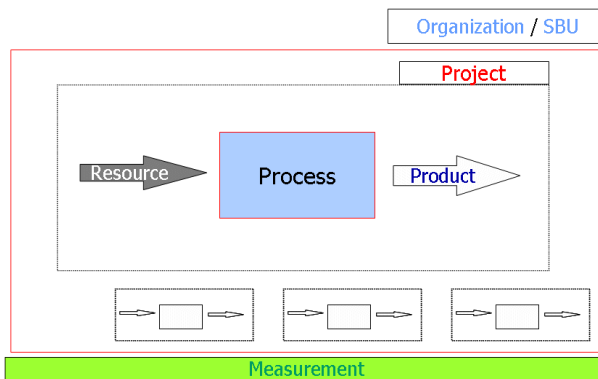 Organization / SBU
Project
Resource
Process
Product
Measurement